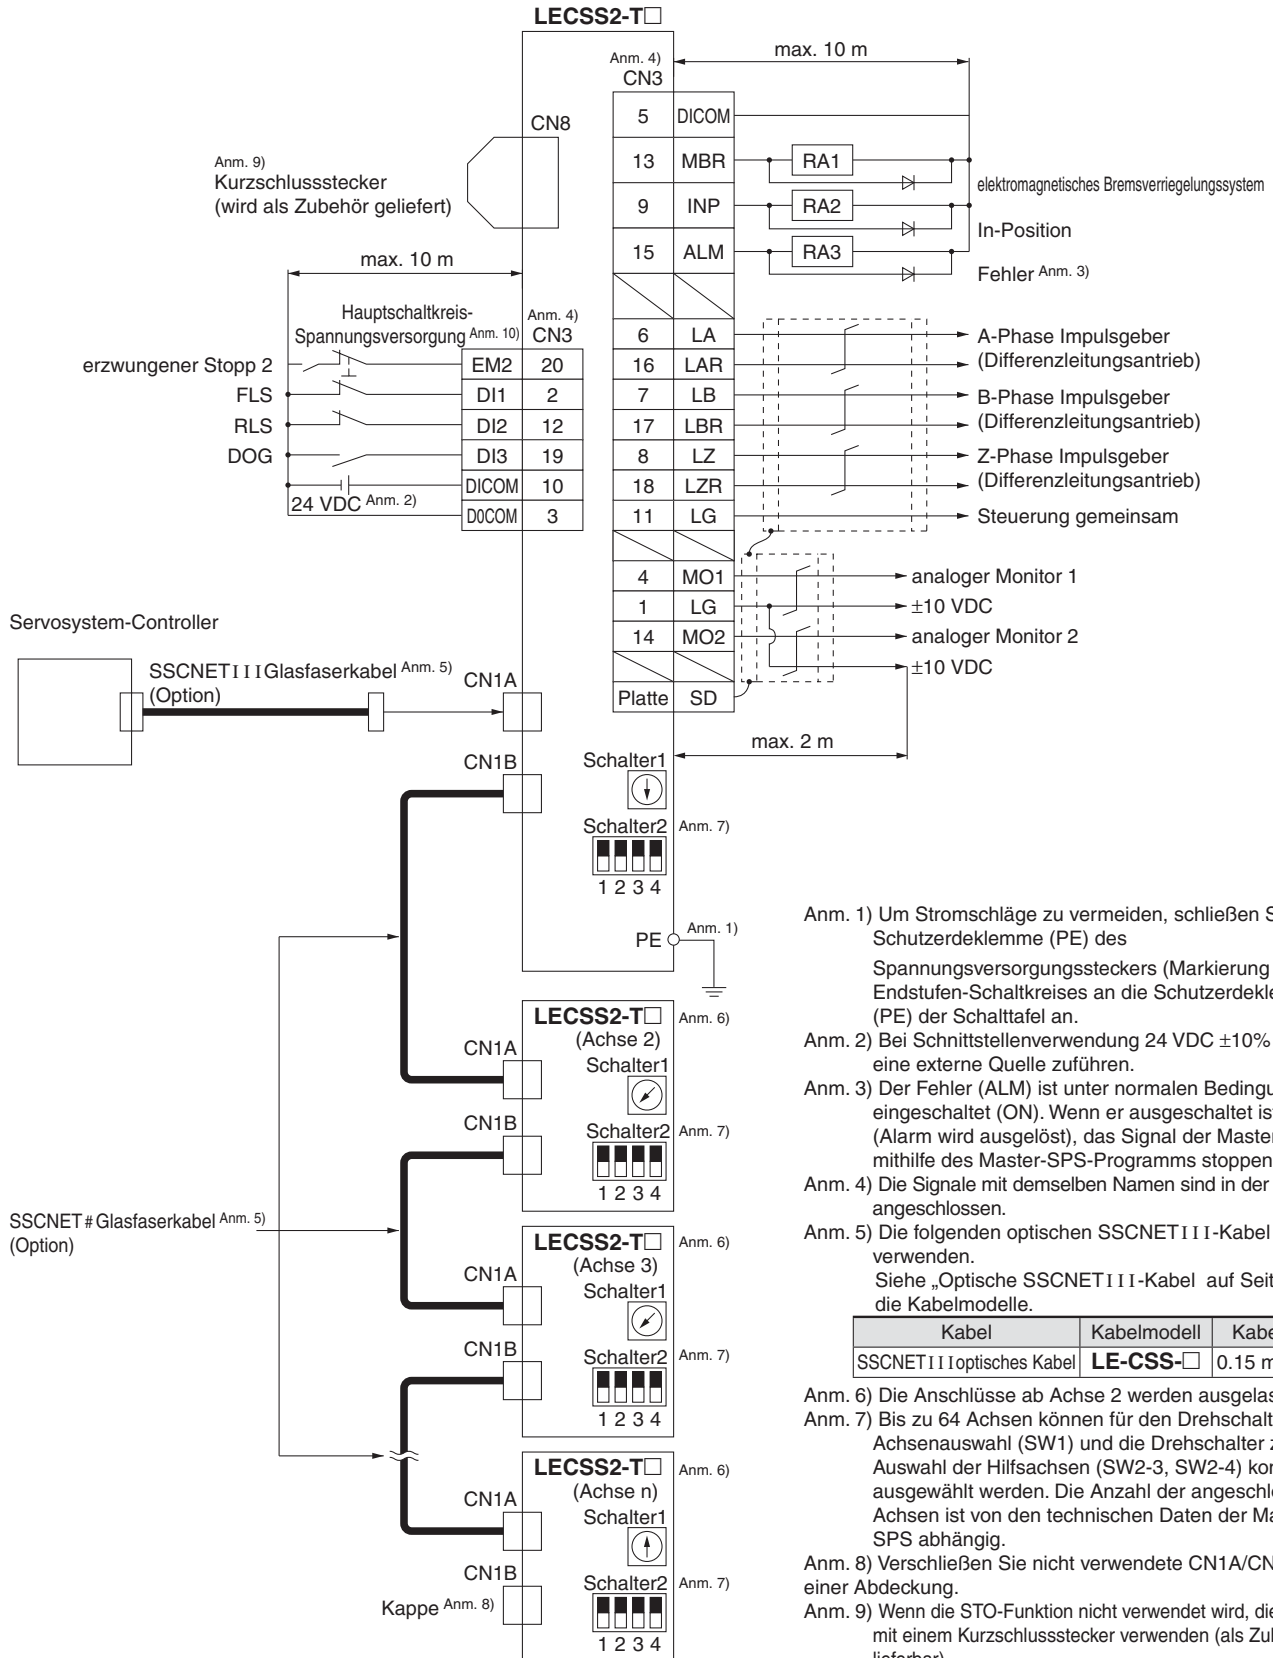 LECSS2-T□
Anm. 4)
CN3
max. 10 m
5 DICOM
CN8
13 MBR RA1
elektromagnetisches Bremsverriegelungssystem
Anm. 9)
Kurzschlussstecker
(wird als Zubehör geliefert)
9 INP RA2
In-Position
15 ALM RA3
Fehler Anm. 3)
max. 10 m
Hauptschaltkreis-
Spannungsversorgung Anm. 10)
Anm. 4)
CN3
erzwungener Stopp 2 EM2 20
FLS DI1 2
RLS DI2 12
DOG DI3 19
DICOM 10
24 VDC Anm. 2)
D0COM 3
6 LA A-Phase Impulsgeber
16 LAR (Differenzleitungsantrieb)
7 LB B-Phase Impulsgeber
17 LBR (Differenzleitungsantrieb)
8 LZ Z-Phase Impulsgeber
18 LZR (Differenzleitungsantrieb)
11 LG Steuerung gemeinsam
4 MO1 analoger Monitor 1
1 LG ±10 VDC
14 MO2 analoger Monitor 2
±10 VDC
Platte SD
max. 2 m
Servosystem-Controller
SSCNETIIIGlasfaserkabel Anm. 5)
(Option)
CN1A
CN1B
Schalter1
Schalter2 Anm. 7)
1 2 3 4
PE Anm. 1)
LECSS2-T□ Anm. 6)
(Achse 2)
CN1A
Schalter1
CN1B
Schalter2 Anm. 7)
1 2 3 4
SSCNET#Glasfaserkabel Anm. 5)
(Option)
LECSS2-T□ Anm. 6)
(Achse 3)
CN1A
Schalter1
CN1B
Schalter2 Anm. 7)
1 2 3 4
LECSS2-T□ Anm. 6)
(Achse n)
CN1A
Schalter1
CN1B
Schalter2 Anm. 7)
Kappe Anm. 8)
1 2 3 4
Anm. 1) Um Stromschläge zu vermeiden, schließen S
Schutzerdeklemme (PE) des
Spannungsversorgungssteckers (Markierung
Endstufen-Schaltkreises an die Schutzerdekle
(PE) der Schalttafel an.
Anm. 2) Bei Schnittstellenverwendung 24 VDC ±10%
eine externe Quelle zuführen.
Anm. 3) Der Fehler (ALM) ist unter normalen Bedingu
eingeschaltet (ON). Wenn er ausgeschaltet is
(Alarm wird ausgelöst), das Signal der Master
mithilfe des Master-SPS-Programms stoppen
Anm. 4) Die Signale mit demselben Namen sind in der
angeschlossen.
Anm. 5) Die folgenden optischen SSCNETIII-Kabel
verwenden.
Siehe „Optische SSCNETIII-Kabel auf Seit
die Kabelmodelle.
Kabel Kabelmodell Kabe
SSCNETIIIoptisches Kabel LE-CSS-□ 0.15 m
Anm. 6) Die Anschlüsse ab Achse 2 werden ausgelas
Anm. 7) Bis zu 64 Achsen können für den Drehschalt
Achsenauswahl (SW1) und die Drehschalter z
Auswahl der Hilfsachsen (SW2-3, SW2-4) kor
ausgewählt werden. Die Anzahl der angeschl
Achsen ist von den technischen Daten der Ma
SPS abhängig.
Anm. 8) Verschließen Sie nicht verwendete CN1A/CN
einer Abdeckung.
Anm. 9) Wenn die STO-Funktion nicht verwendet wird, die
mit einem Kurzschlussstecker verwenden (als Zul